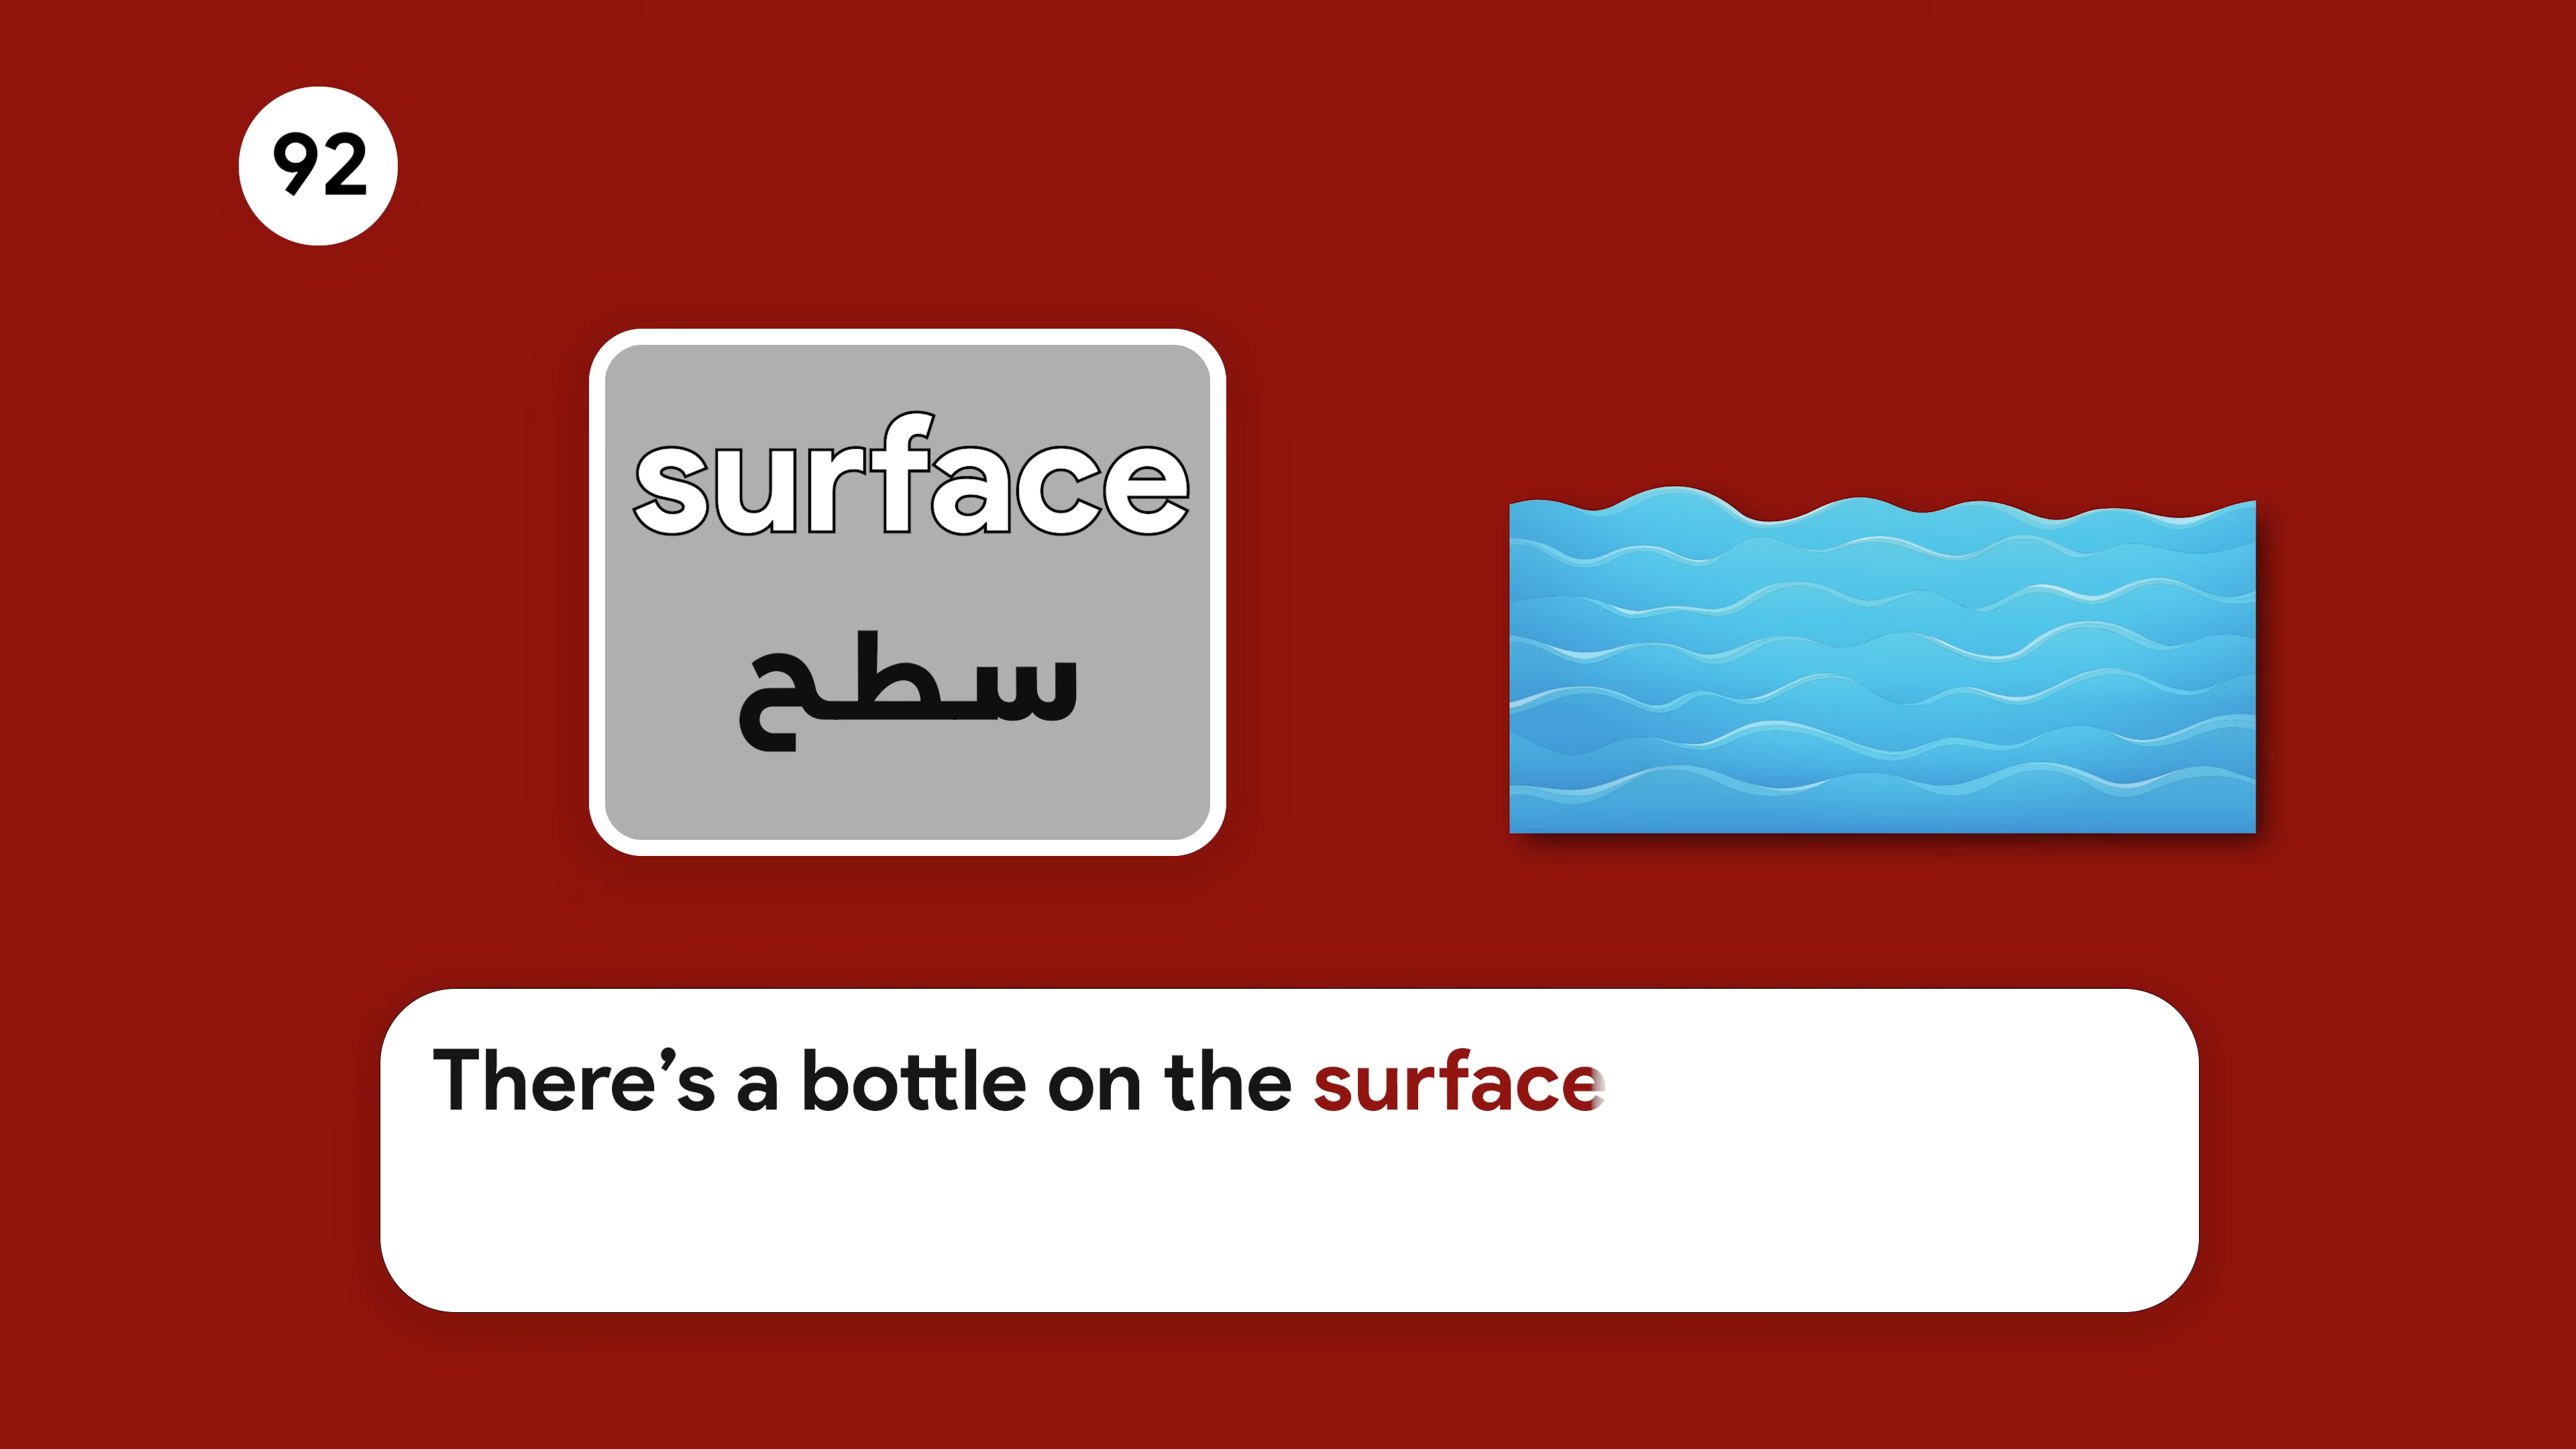 92
surface
سطح
There’s a bottle on the surface